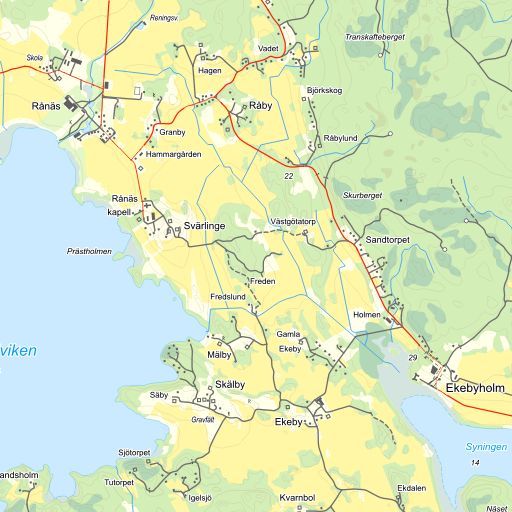 Reningsv.
Transkaftebergetet
Vadet
Skola
Hagen
Björkskog
Rånäs
Råby
Granby
Råbylund
Hammargården
22
Rånäs
kapell
Skurberget
Svärlinge
Västgötatorp
Sandtorpet
Prästholmen
Freden
Fredslund
Holmen
Gamla
Ekeby
viken
Mälby
29
Skälby
Ekebyholm
Säby
Gravfält
Ekeby
Syningen
Sjötorpet
14
andsholm
Tutorpet
Igelsjö
Kvarnbol
Ekdalen
Näset